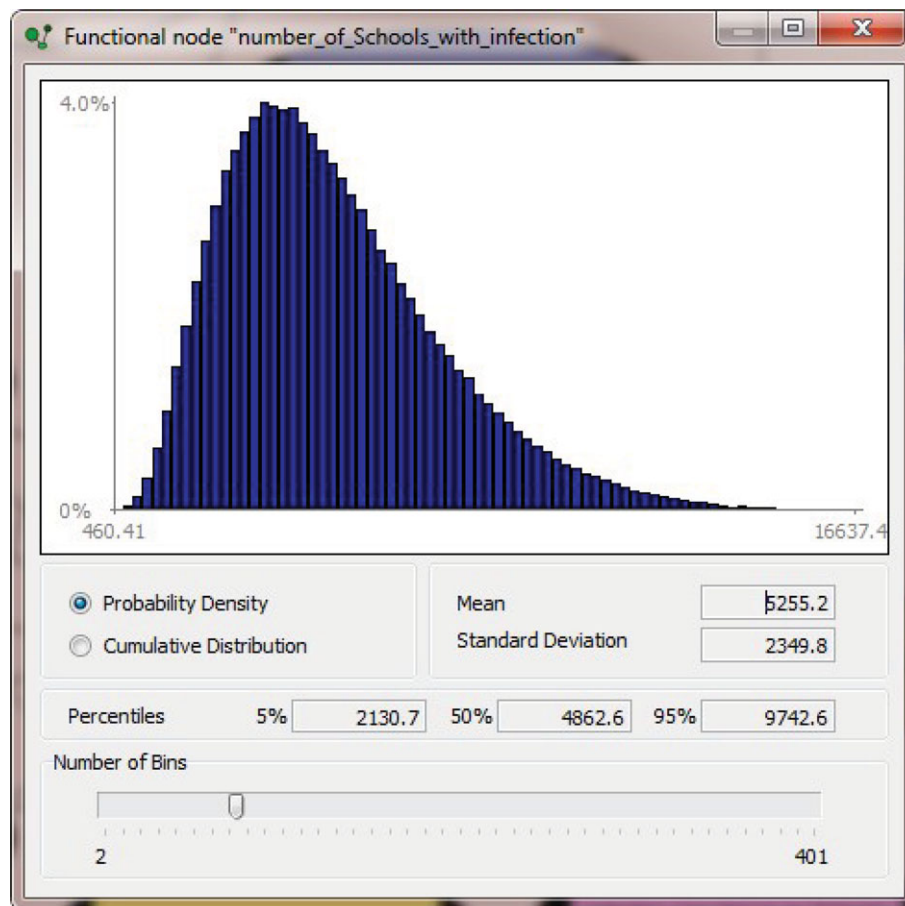 Functional node "number_of_Schools_with_infection"
4.0%
0%
460.41 16637.4
Probability Density
Cumulative Distribution
Mean 5255.2
Standard Deviation 2349.8
Percentiles 5% 2130.7 50% 4862.6 95% 9742.6
Number of Bins
2 401